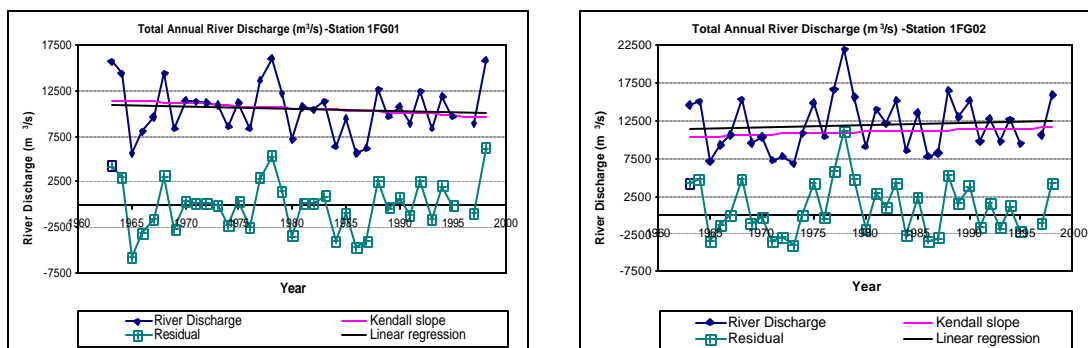 Total Annual River Discharge (m³/s) -Station 1FG01
17500
12500
7500
2500
-2500
-7500
1960 1965 1970 1975 1980 1985 1990 1995 2000
River Discharge (m ³/s)
Year
River Discharge Kendall slope
Residual Linear regression
Total Annual River Discharge (m³/s) -Station 1FG02
22500
17500
12500
7500
2500
-2500
-7500
1960 1965 1970 1975 1980 1985 1990 1995 2000
River Discharge (m ³/s)
Year
River Discharge Kendall slope
Residual Linear regression